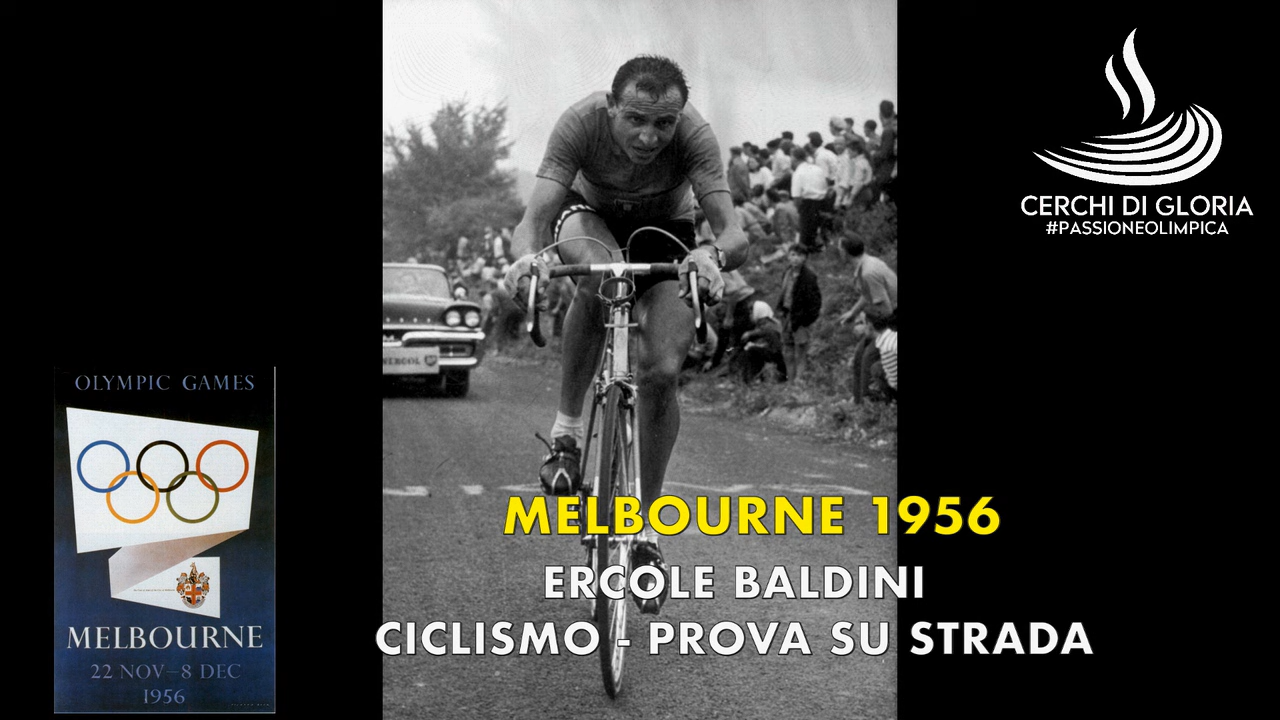 CERCHI DI GLORIA
#PASSIONEOLIMPICA
OLYMPIC GAMES
MELBOURNE
22 NOV-8 DEC
1956
MELBOURNE 1956
ERCOLE BALDINI
CICLISMO - PROVA SU STRADA